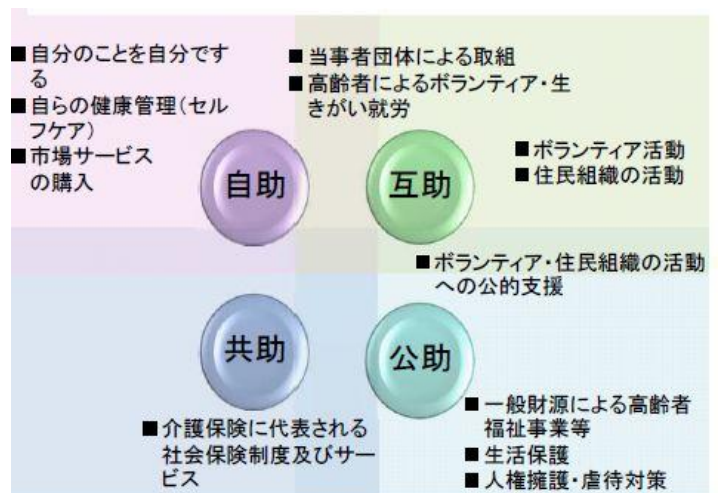 ■自分のことを自分です
る
■自らの健康管理(セル
フケア)
■市場サービス
の購入
■当事者団体による取組
■高齢者によるボランティア・生
きがい就労
自助
互助
■ボランティア活動
■住民組織の活動
■ボランティア・住民組織の活動
への公的支援
共助
公助
■介護保険に代表される
社会保険制度及びサー
ビス
■一般財源による高齢者
福祉事業等
■生活保護
■人権擁護・虐待対策